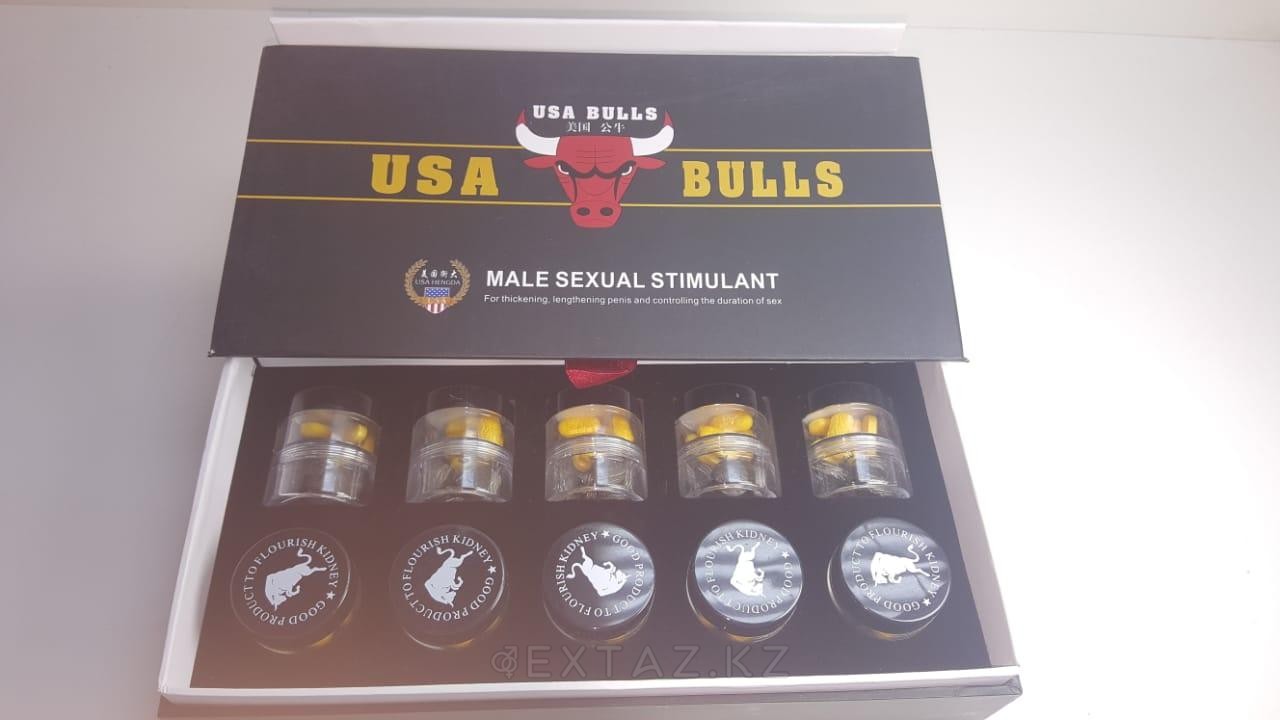 USA BULLS
美国 公牛
USA BULLS
美国衡大
USA HENGDA
USA
MALE SEXUAL STIMULANT
For thickening, lengthening penis and controlling the duration of sex
GOOD PRODUCT TO FLOURISH KIDNEY ★
GOOD PRODUCT TO FLOURISH KIDNEY ★
GOOD PRODUCT TO FLOURISH KIDNEY ★
GOOD PRODUCT TO FLOURISH KIDNEY ★
GOOD PRODUCT TO FLOURISH KIDNEY ★
EXTAZ.KZ